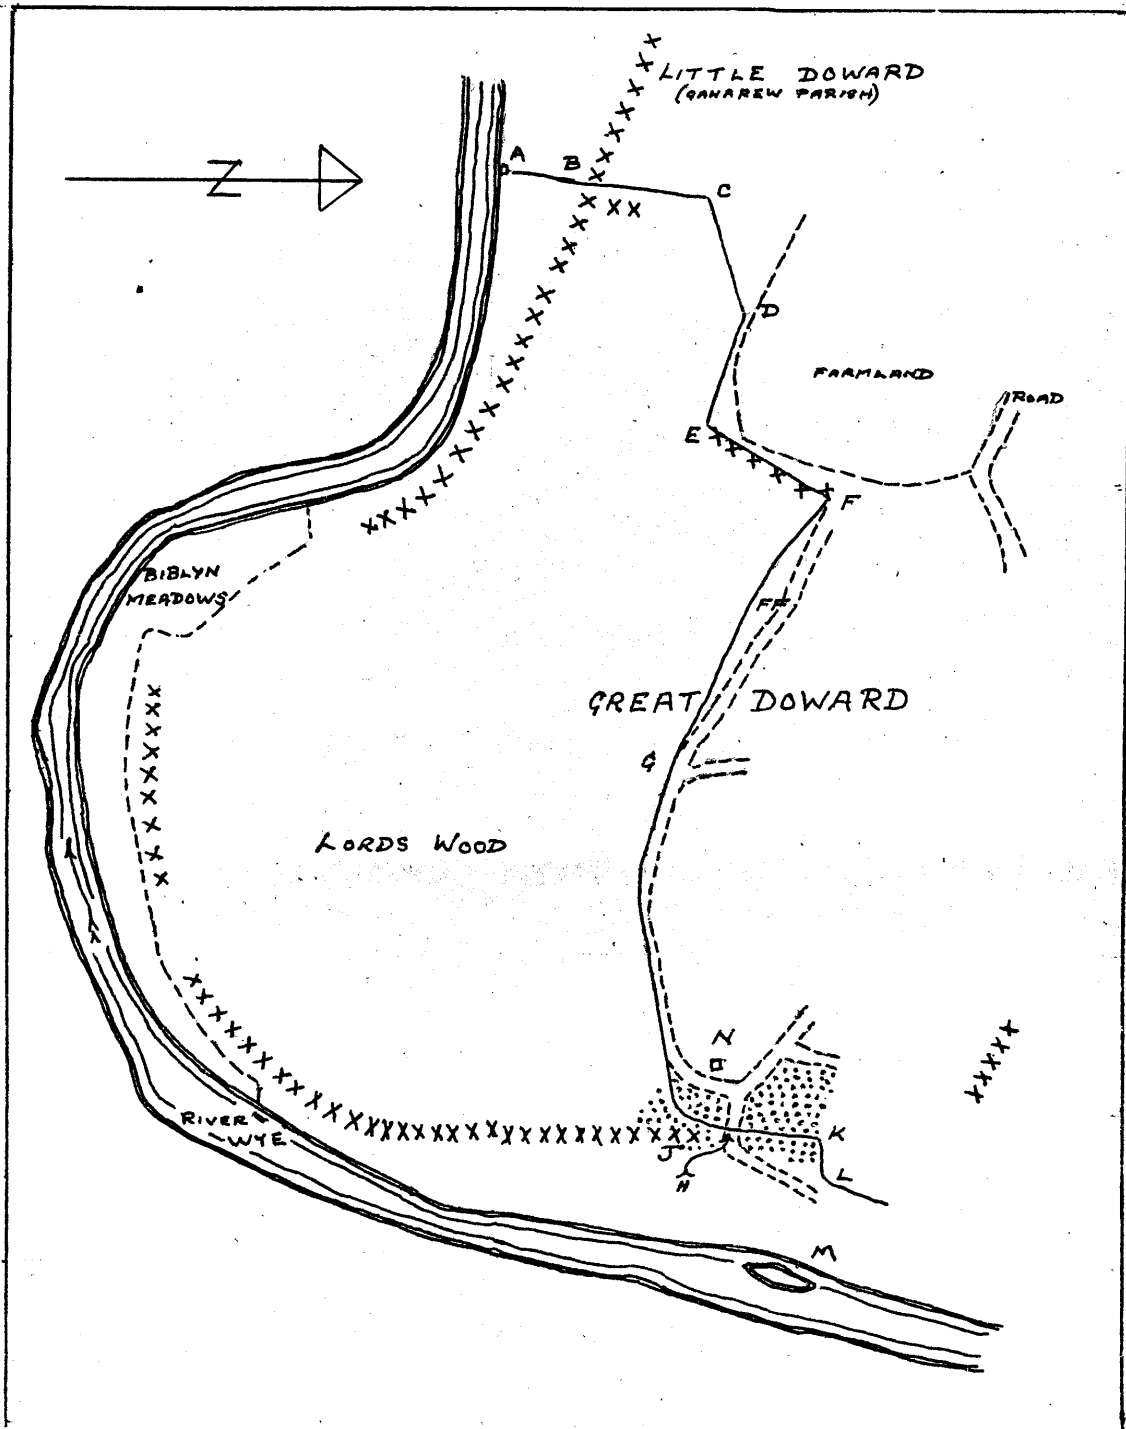 LITTLE DOWARD
(GANAREW PARISH)
A
B
C
N
D
FARMLAND
ROAD
E
F
BIBLYN
MEADOWS
FF
GREAT DOWARD
G
LORDS WOOD
N
RIVER
WYE
J
K
H
L
M